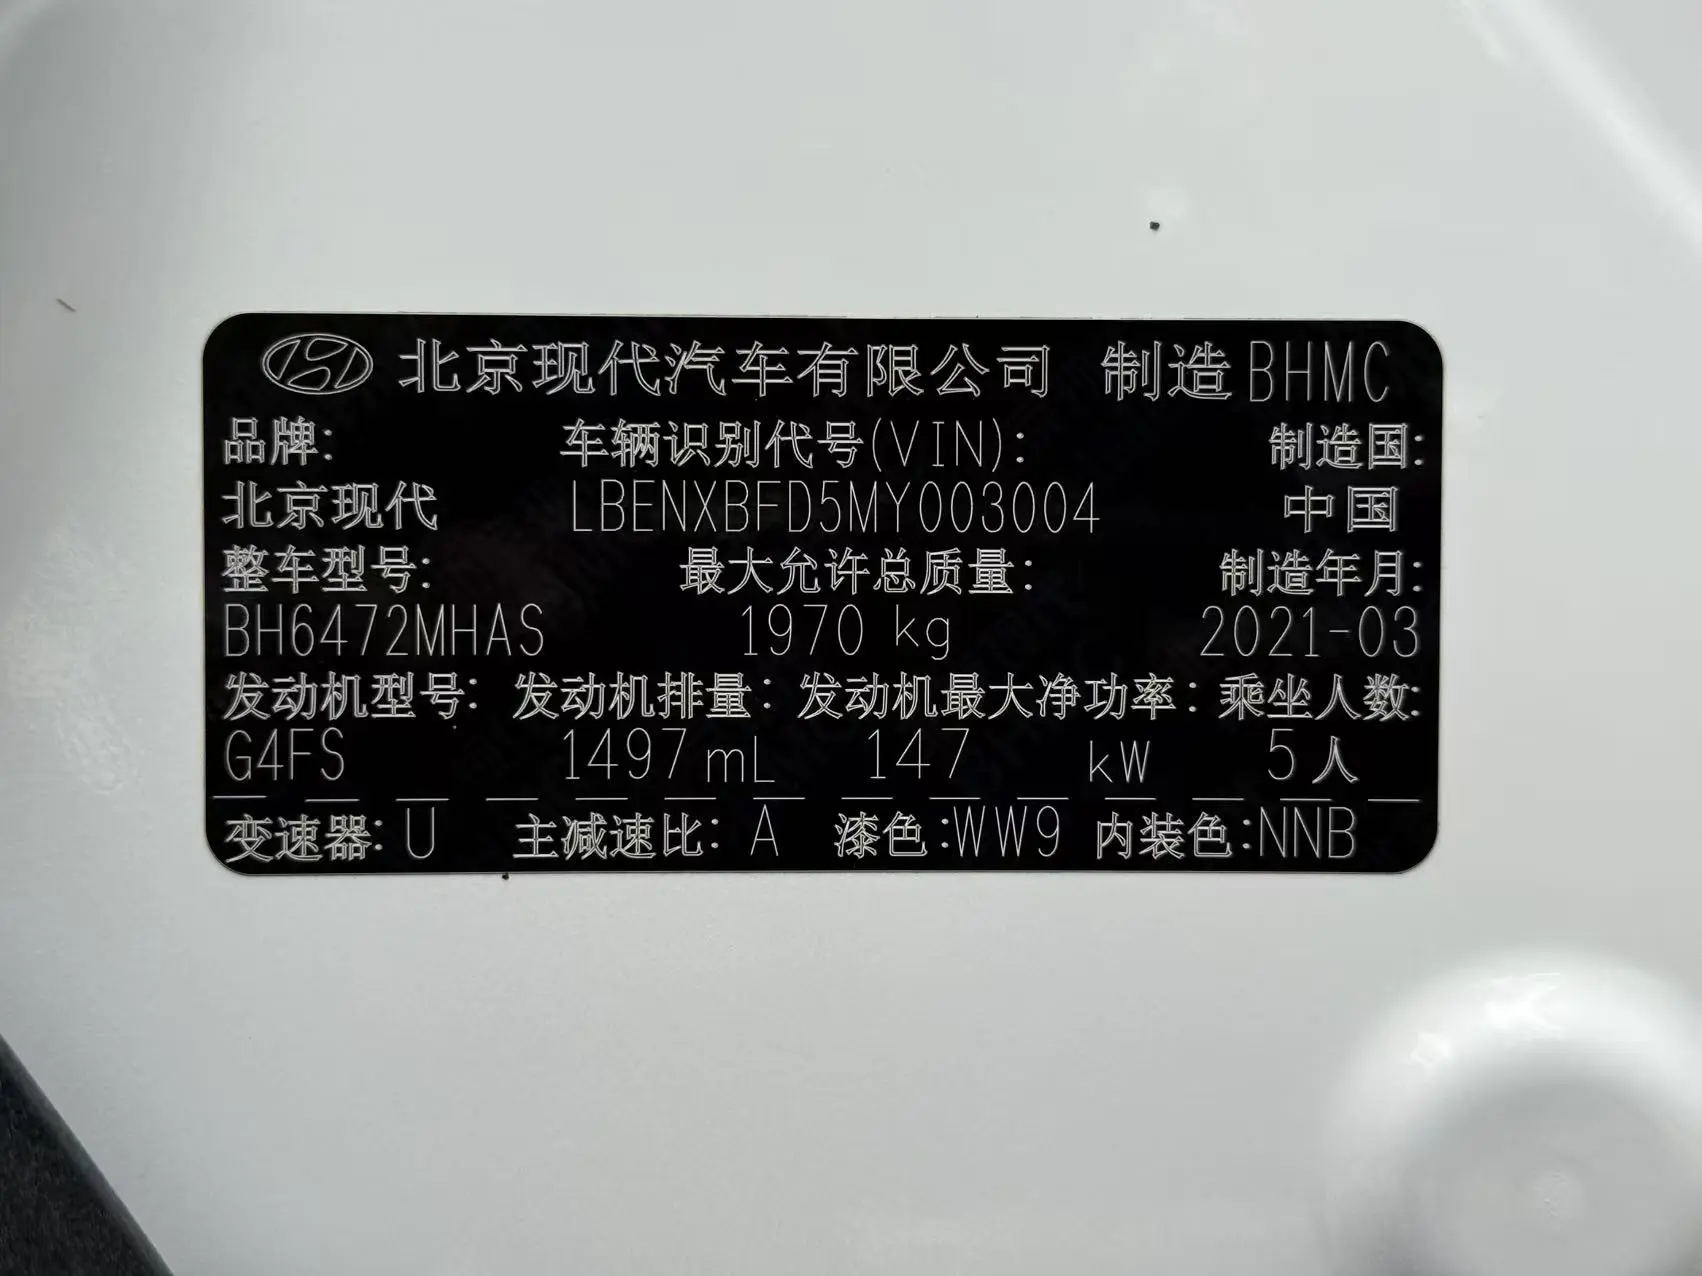 北京现代汽车有限公司 制造BHMC
品牌: 车辆识别代号(VIN): 制造国:
北京现代 LBENXBFD5MY003004 中国
整车型号: 最大允许总质量: 制造年月:
BH6472MHAS 1970 kg 2021-03
发动机型号: 发动机排量: 发动机最大净功率: 乘坐人数:
G4FS 1497mL 147 kW 5人
变速器:U 主减速比: A 漆色:WW9 内装色:NNB